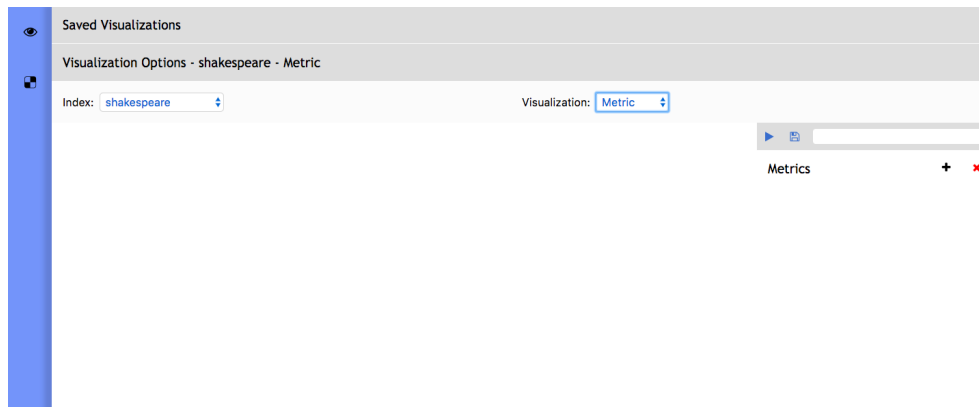 Saved Visualizations
Visualization Options - shakespeare - Metric
Index: shakespeare Visualization: Metric
Metrics